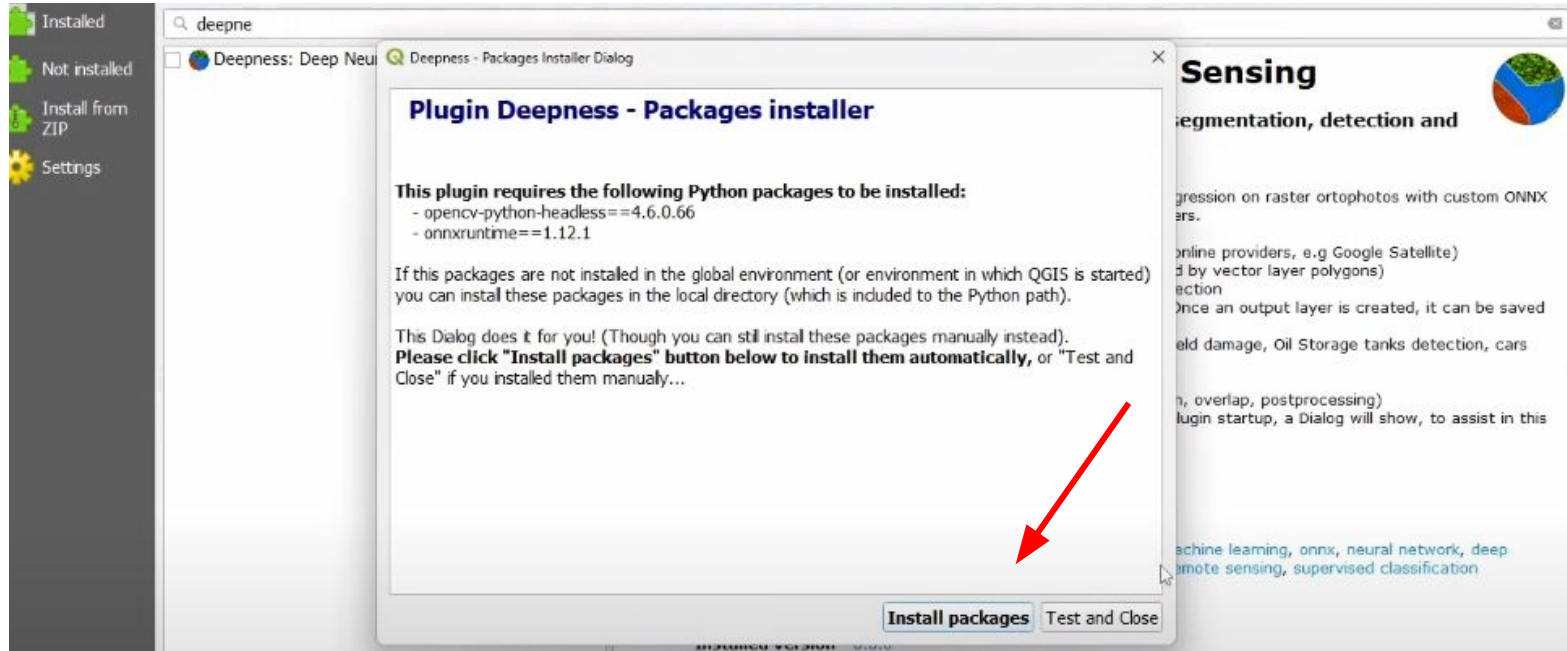 Installed
deepne
Not installed
Install from
ZIP
Settings
Deepness: Deep Neu
Deepness - Packages Installer Dialog
Plugin Deepness - Packages installer
This plugin requires the following Python packages to be installed:
- opencv-python-headless==4.6.0.66
- onnxruntime==1.12.1
If this packages are not installed in the global environment (or environment in which QGIS is started)
you can install these packages in the local directory (which is included to the Python path).
This Dialog does it for you! (Though you can still install these packages manually instead).
Please click "Install packages" button below to install them automatically, or "Test and
Close" if you installed them manually...
Install packages
Test and Close
Sensing
segmentation, detection and
gression on raster ortophotos with custom ONNX
ers.
online providers, e.g Google Satellite)
d by vector layer polygons)
ection
Once an output layer is created, it can be saved
eld damage, Oil Storage tanks detection, cars
n, overlap, postprocessing)
lugin startup, a Dialog will show, to assist in this
achine learning, onnx, neural network, deep
emote sensing, supervised classification